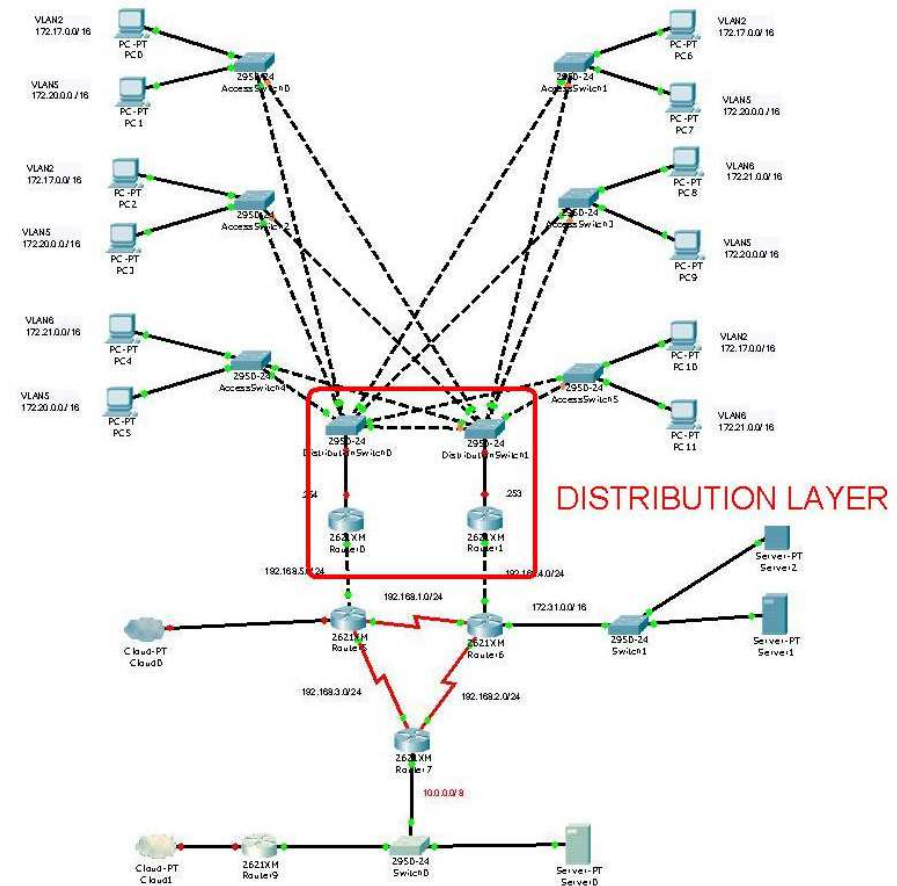 VLAN2
172.17.0.0/ 16
PC-PT
PC0
VLAN5
172.20.0.0/ 16
PC-PT
PC1
2950-24
AccessSwitch0
VLAN2
172.17.0.0/ 16
PC-PT
PC6
2950-24
AccessSwitch1
VLAN5
172.20.0.0/ 16
PC-PT
PC7
VLAN2
172.17.0.0/ 16
PC-PT
PC2
2950-24
AccessSwitch2
VLAN5
172.20.0.0/ 16
PC-PT
PC3
VLAN6
172.21.0.0/ 16
PC-PT
PC8
2950-24
AccessSwitch3
VLAN5
172.20.0.0/ 16
PC-PT
PC9
VLAN6
172.21.0.0/ 16
PC-PT
PC4
2950-24
AccessSwitch4
VLAN5
172.20.0.0/ 16
PC-PT
PC5
VLAN2
172.17.0.0/ 16
PC-PT
PC10
2950-24
AccessSwitch5
VLAN6
172.21.0.0/ 16
PC-PT
PC11
2950-24
DistributionSwitch0
2950-24
DistributionSwitch1
DISTRIBUTION LAYER
.254
.253
2621XM
Router0
2621XM
Router1
192.168.5.0/24
192.168.4.0/24
192.168.1.0/24
172.31.0.0/ 16
Server-PT
Server2
Cloud-PT
Cloud0
2621XM
Router5
2621XM
Router6
2950-24
Switch1
Server-PT
Server1
192.168.3.0/24
192.168.2.0/24
2621XM
Router7
10.0.0.0/8
Cloud-PT
Cloud1
2621XM
Router9
2950-24
Switch0
Server-PT
Server0